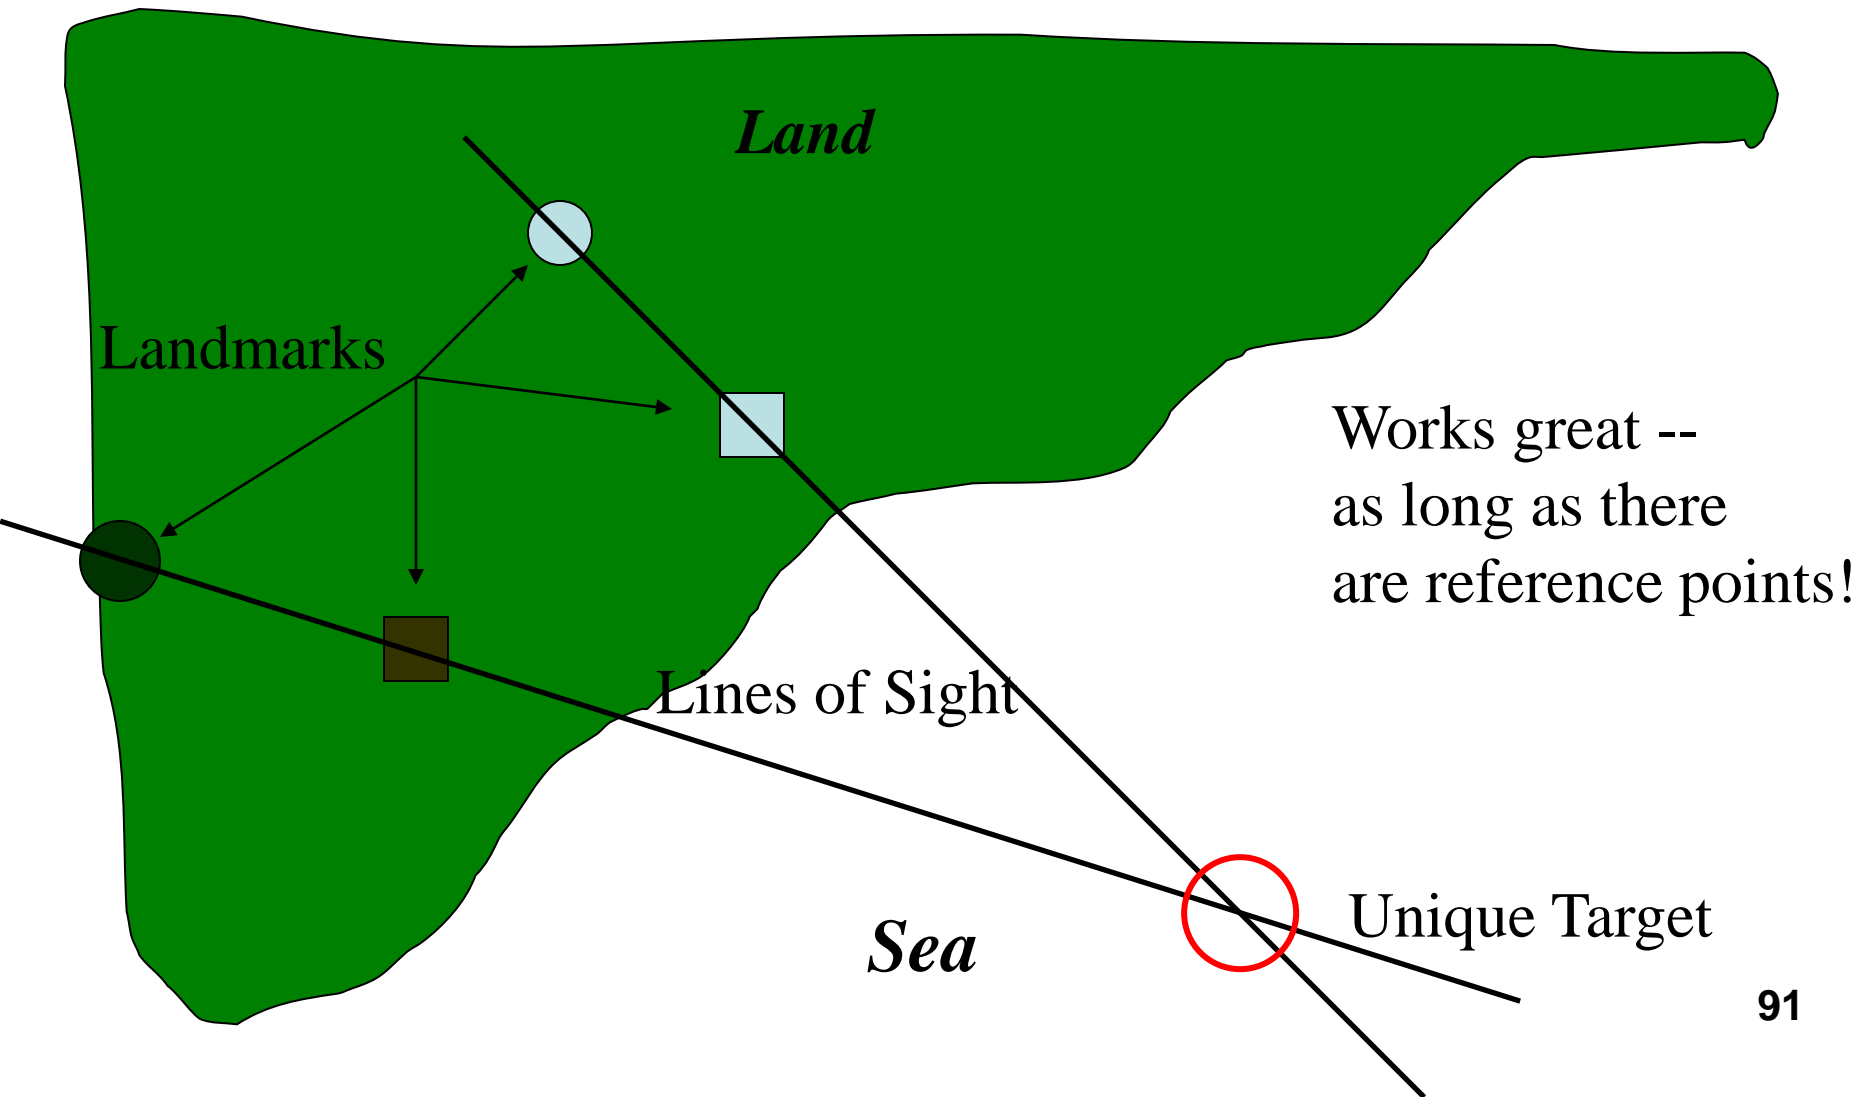 Land
Landmarks
Works great --
as long as there
are reference points!
Lines of Sight
Unique Target
Sea
91